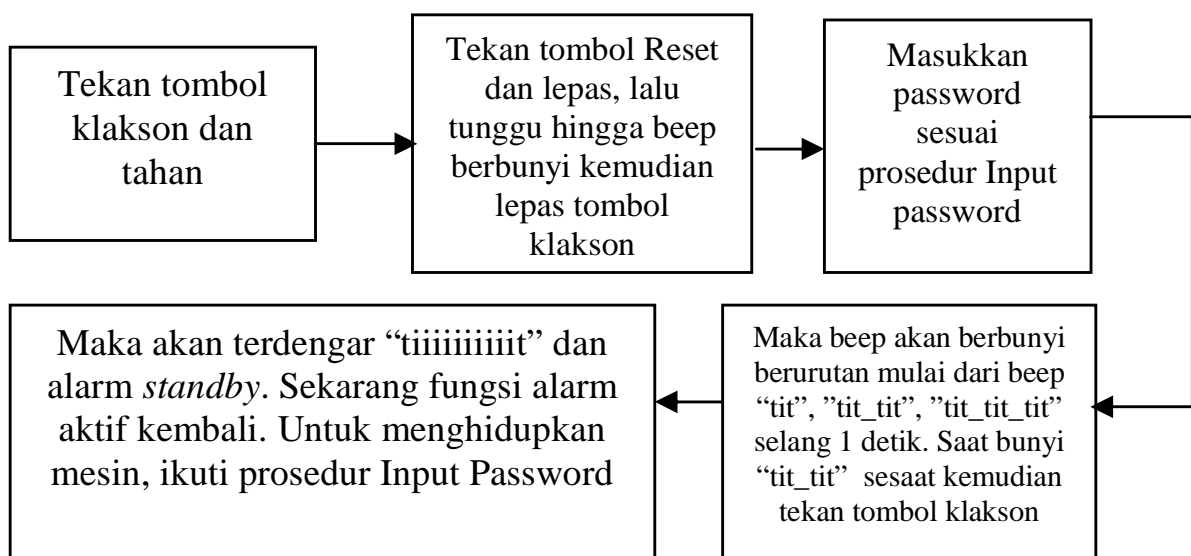 Tekan tombol
klakson dan
tahan
Tekan tombol Reset
dan lepas, lalu
tunggu hingga beep
berbunyi kemudian
lepas tombol
klakson
Masukkan
password
sesuai
prosedur Input
password
Maka beep akan berbunyi
berurutan mulai dari beep
“tit”, ”tit_tit”, ”tit_tit_tit”
selang 1 detik. Saat bunyi
“tit_tit” sesaat kemudian
tekan tombol klakson
Maka akan terdengar “tiiiiiiiiiit” dan
alarm standby. Sekarang fungsi alarm
aktif kembali. Untuk menghidupkan
mesin, ikuti prosedur Input Password